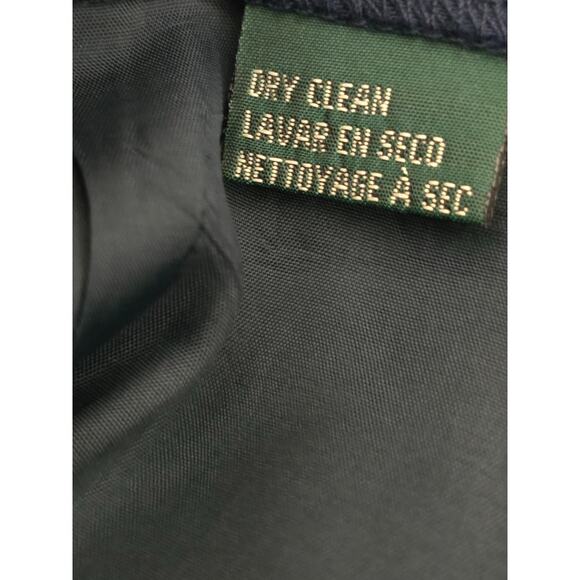 DRY CLEAN
LAVAR EN SECO
NETTOYAGE À SEC